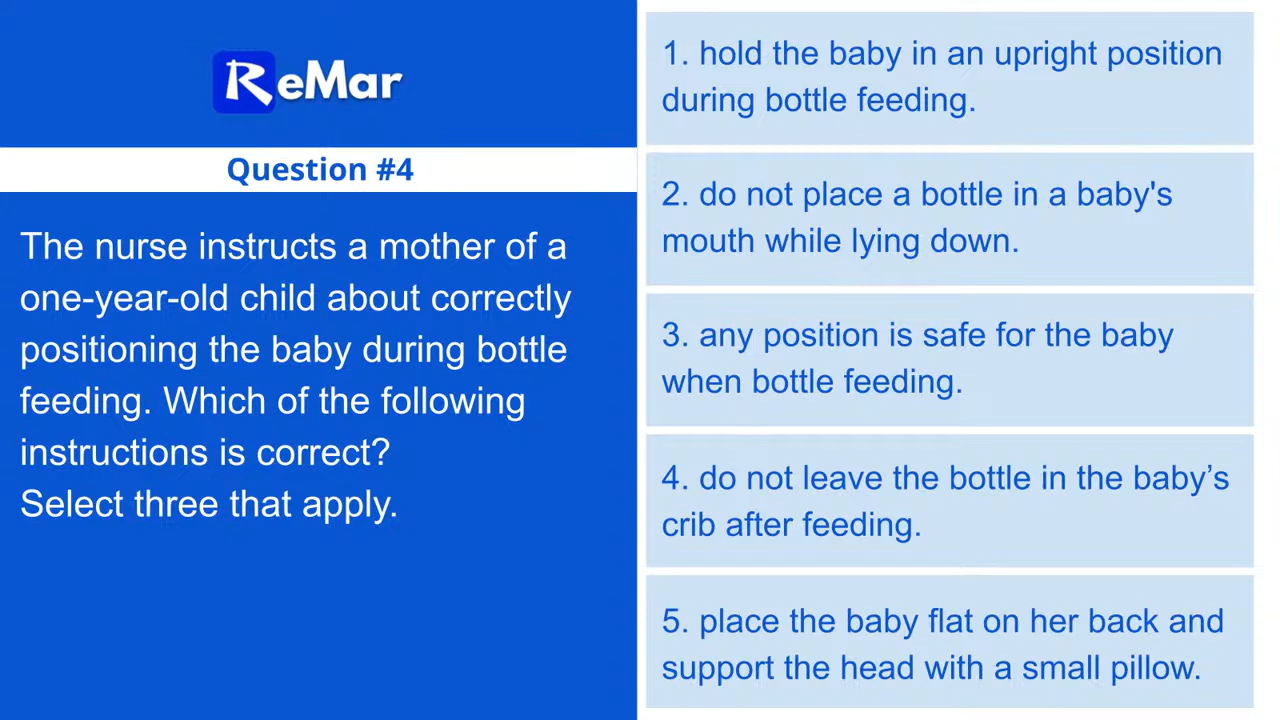 ReMar
Question #4
The nurse instructs a mother of a
one-year-old child about correctly
positioning the baby during bottle
feeding. Which of the following
instructions is correct?
Select three that apply.
1. hold the baby in an upright position
during bottle feeding.
2. do not place a bottle in a baby's
mouth while lying down.
3. any position is safe for the baby
when bottle feeding.
4. do not leave the bottle in the baby’s
crib after feeding.
5. place the baby flat on her back and
support the head with a small pillow.